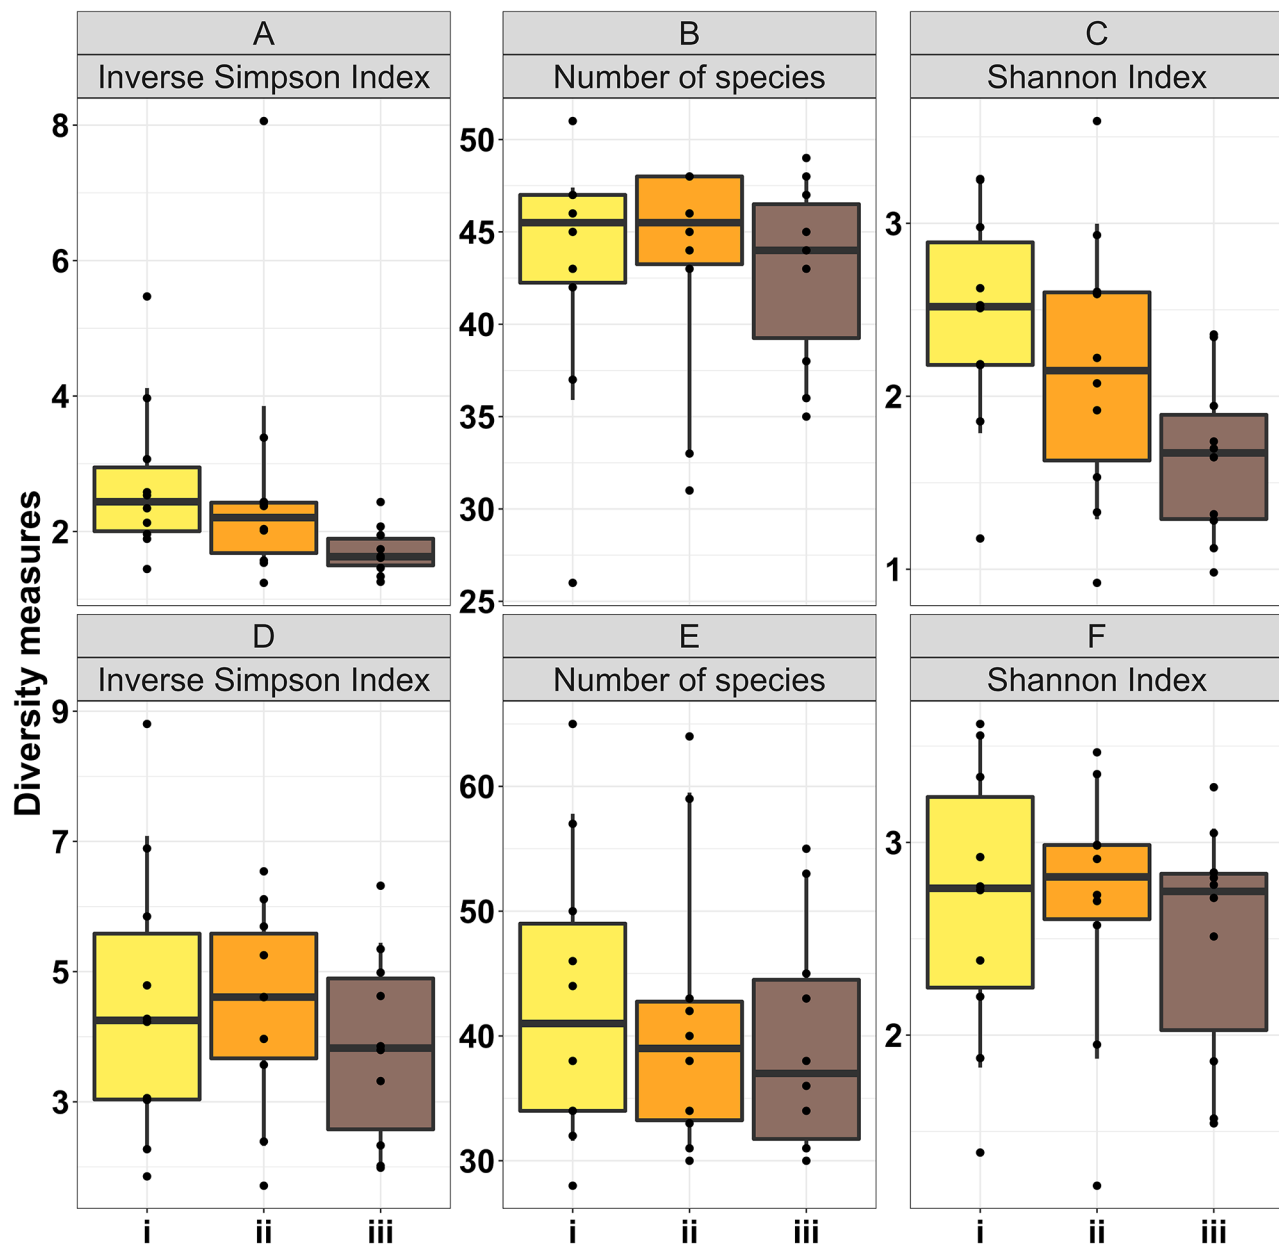 A
B
C
Inverse Simpson Index
Number of species
Shannon Index
8
6
4
2
50
45
40
35
30
25
3
2
1
Diversity measures
D
E
F
Inverse Simpson Index
Number of species
Shannon Index
9
7
5
3
60
50
40
30
3
2
i
ii
iii
i
ii
iii
i
ii
iii